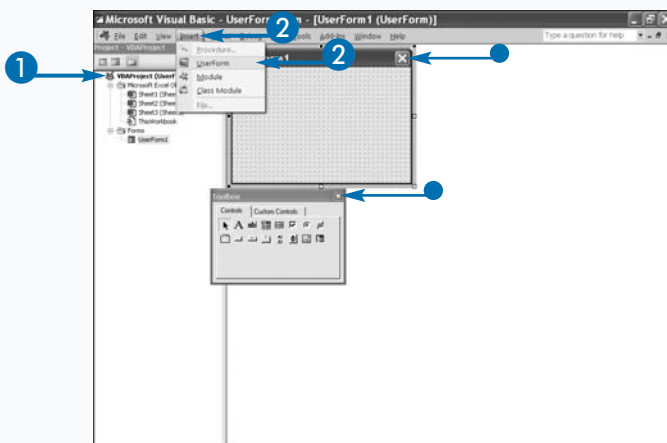 Microsoft Visual Basic - UserForm.xlsm - [UserForm1 (UserForm)]
File Edit View Insert Tools Add-Ins Window Help
Type a question for help
Project - VBAProject
1
2
2
Procedure...
UserForm
Module
Class Module
File...
VBAProject (UserF
Microsoft Excel Ob
Sheet1 (Shee
Sheet2 (Shee
Sheet3 (Shee
ThisWorkbook
Forms
UserForm1
Toolbox
Controls
Custom Controls